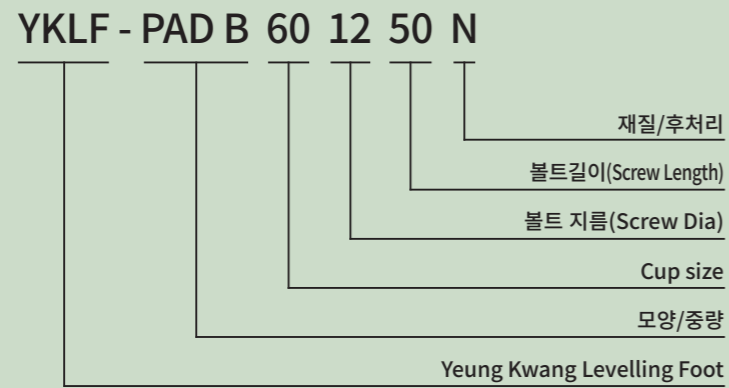 YKLF - PAD B 60 12 50 N
재질/후처리
볼트길이(Screw Length)
볼트 지름(Screw Dia)
Cup size
모양/중량
Yeung Kwang Levelling Foot